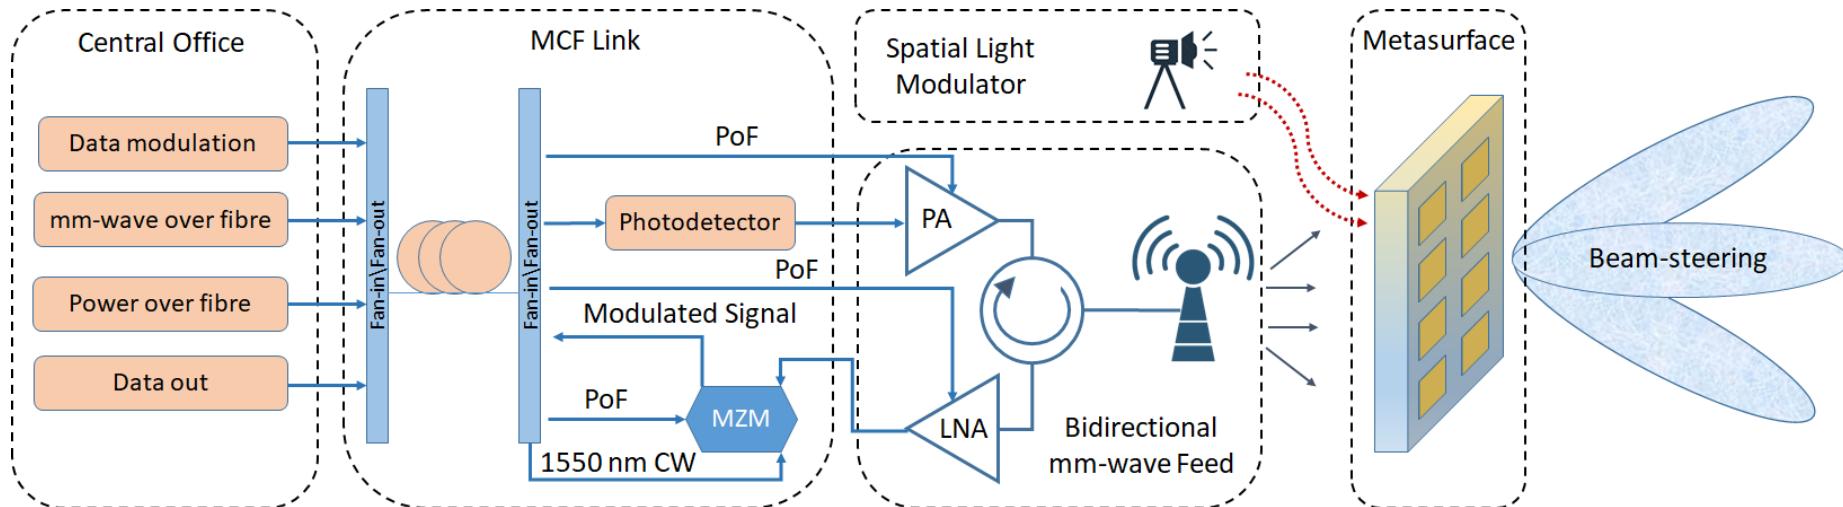 Central Office
Data modulation
mm-wave over fibre
Power over fibre
Data out
MCF Link
Fan-in\Fan-out
Fan-in\Fan-out
PoF
Photodetector
PoF
Modulated Signal
PoF
MZM
1550 nm CW
Spatial Light
Modulator
PA
LNA
Bidirectional
mm-wave Feed
Metasurface
Beam-steering